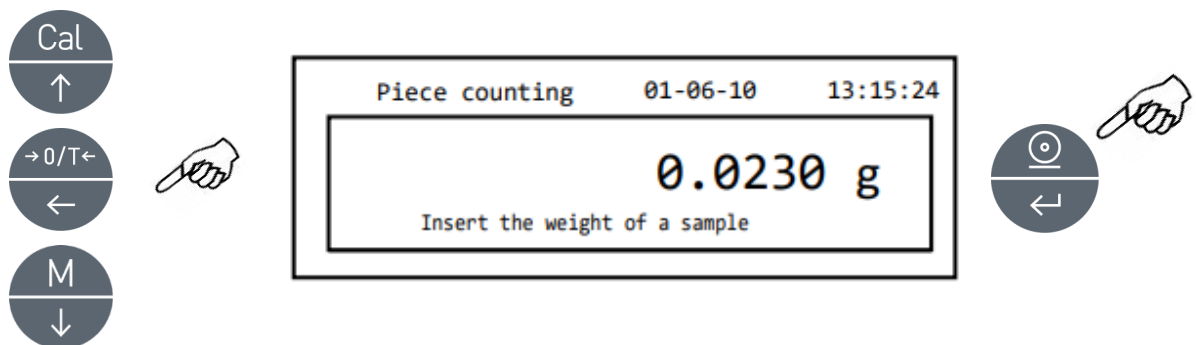 Cal
↑
→0/T←
←
M
↓
Piece counting 01-06-10 13:15:24
0.0230 g
Insert the weight of a sample